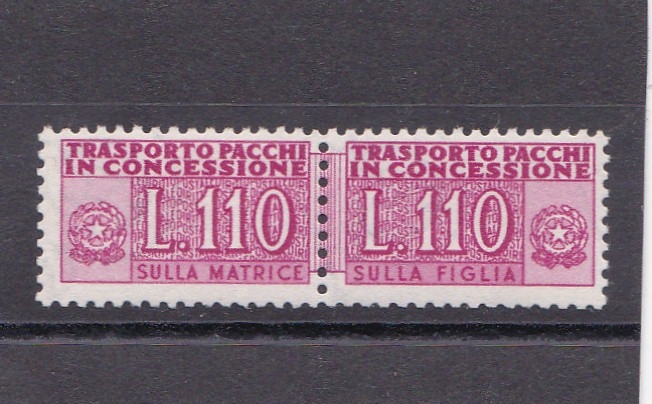 TRASPORTO PACCHI
IN CONCESSIONE
L. 110
SULLA MATRICE
TRASPORTO PACCHI
IN CONCESSIONE
L. 110
SULLA FIGLIA